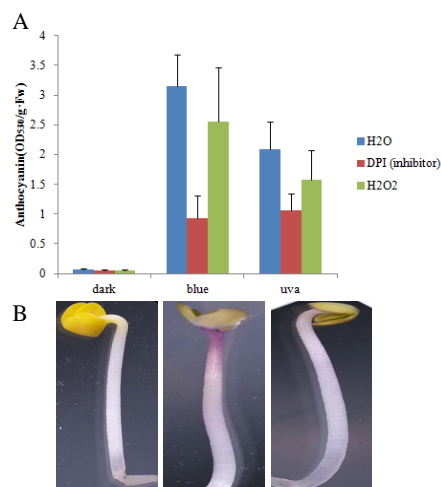 A
Anthocyanin(OD530/g·Fw)
4
3.5
3
2.5
2
1.5
1
0.5
0
dark
blue
uva
H2O
DPI (inhibitor)
H2O2
B